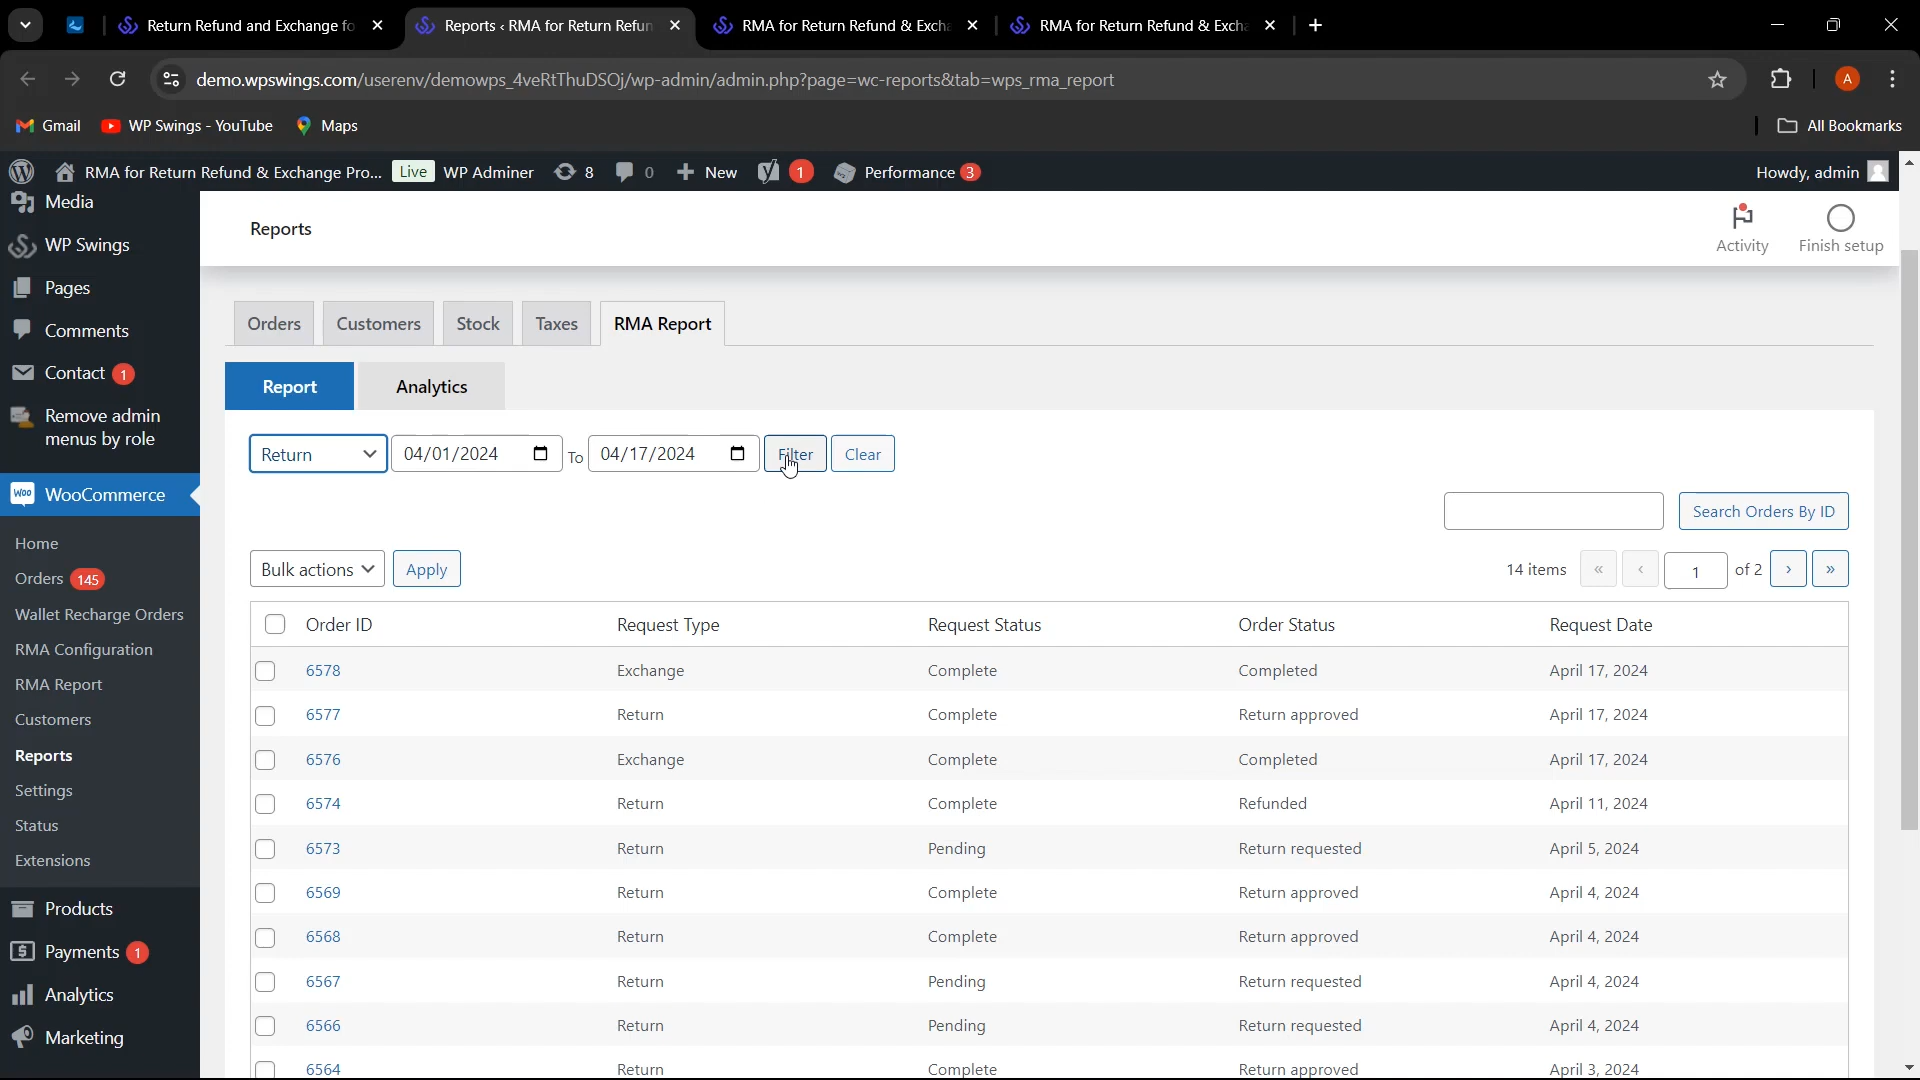 Return Refund and Exchange fo
Reports ‹ RMA for Return Refun
RMA for Return Refund & Exch
RMA for Return Refund & Exch
demo.wpswings.com/userenv/demowps_4veRtThuDSOj/wp-admin/admin.php?page=wc-reports&tab=wps_rma_report
A
Gmail
WP Swings - YouTube
Maps
All Bookmarks
RMA for Return Refund & Exchange Pro...
Live
WP Adminer
8
0
New
1
Performance 3
Howdy, admin
Media
WP Swings
Pages
Comments
Contact 1
Remove admin
menus by role
WooCommerce
Home
Orders 145
Wallet Recharge Orders
RMA Configuration
RMA Report
Customers
Reports
Settings
Status
Extensions
Products
Payments 1
Analytics
Marketing
Reports
Activity
Finish setup
Orders
Customers
Stock
Taxes
RMA Report
Report
Analytics
Return
04/01/2024
To
04/17/2024
Filter
Clear
Search Orders By ID
Bulk actions
Apply
14 items « ‹ 1 of 2 › »
Order ID Request Type Request Status Order Status Request Date
6578 Exchange Complete Completed April 17, 2024
6577 Return Complete Return approved April 17, 2024
6576 Exchange Complete Completed April 17, 2024
6574 Return Complete Refunded April 11, 2024
6573 Return Pending Return requested April 5, 2024
6569 Return Complete Return approved April 4, 2024
6568 Return Complete Return approved April 4, 2024
6567 Return Pending Return requested April 4, 2024
6566 Return Pending Return requested April 4, 2024
6564 Return Complete Return approved April 3, 2024